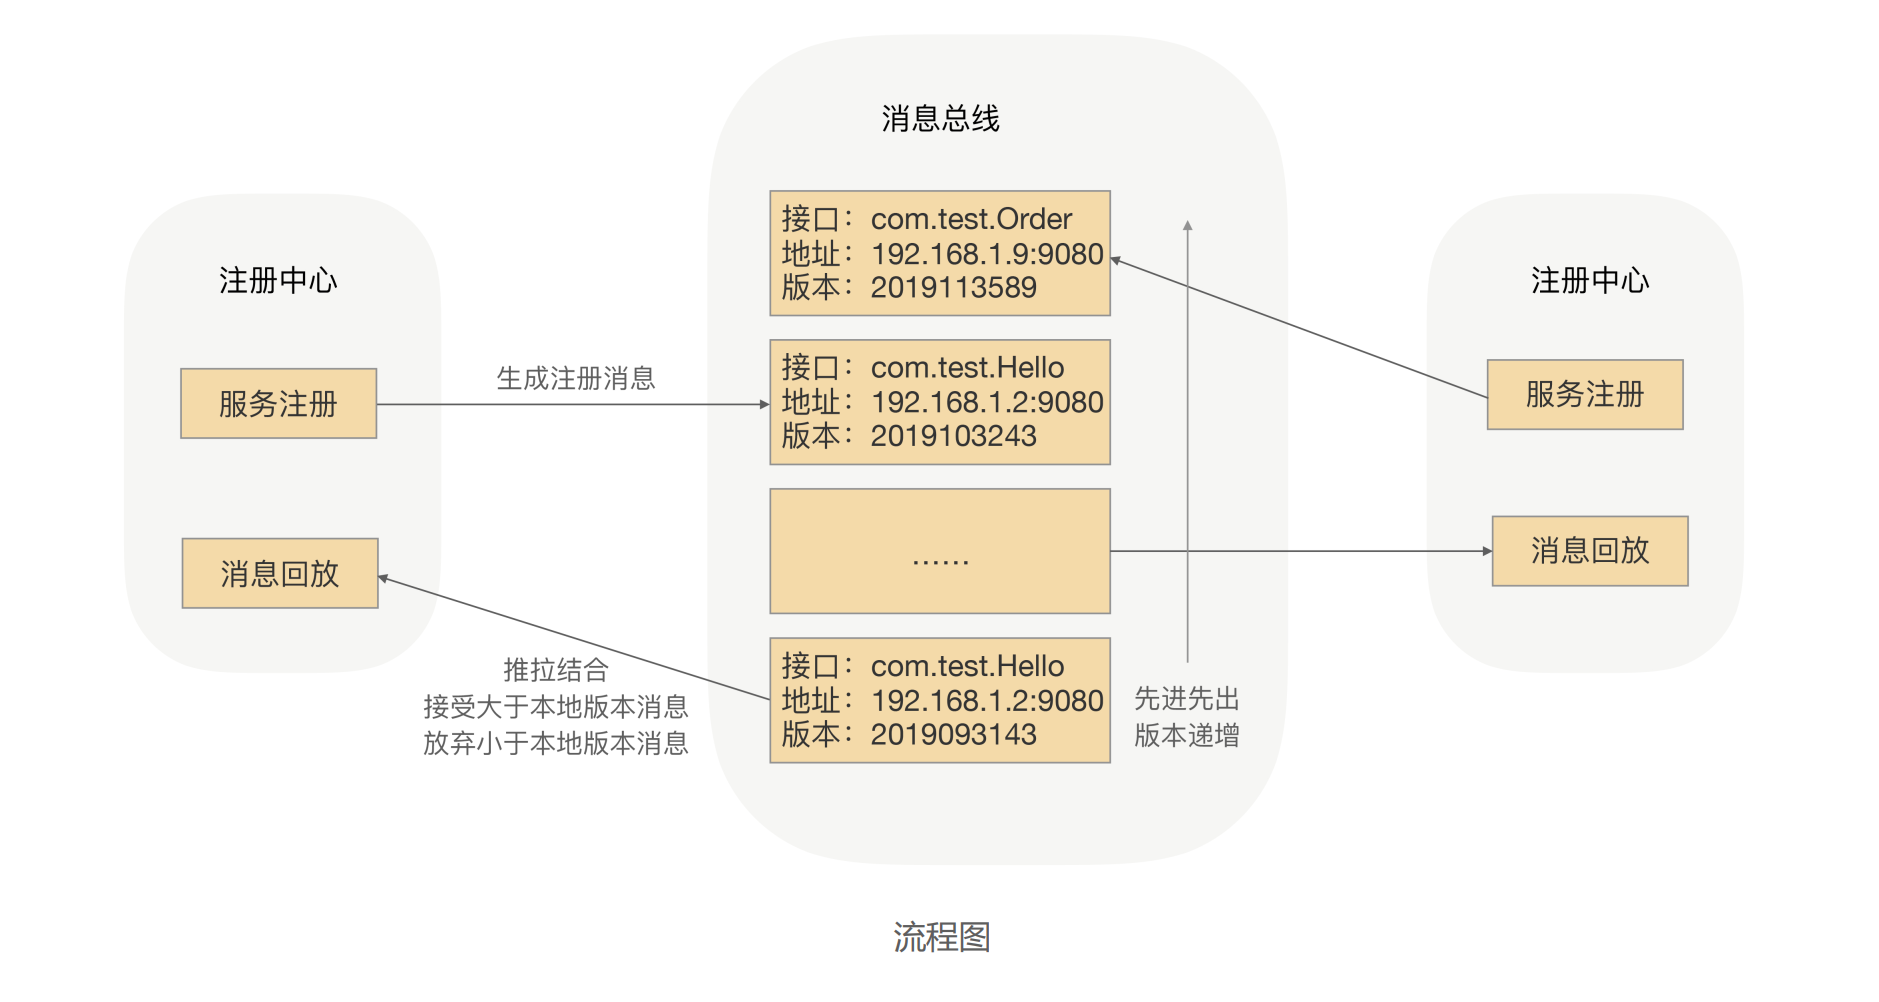 消息总线
接口：com.test.Order
地址：192.168.1.9:9080
版本：2019113589
注册中心
注册中心
接口：com.test.Hello
地址：192.168.1.2:9080
版本：2019103243
生成注册消息
服务注册
服务注册
......
消息回放
消息回放
接口：com.test.Hello
地址：192.168.1.2:9080
版本：2019093143
推拉结合
接受大于本地版本消息
放弃小于本地版本消息
先进先出
版本递增
流程图